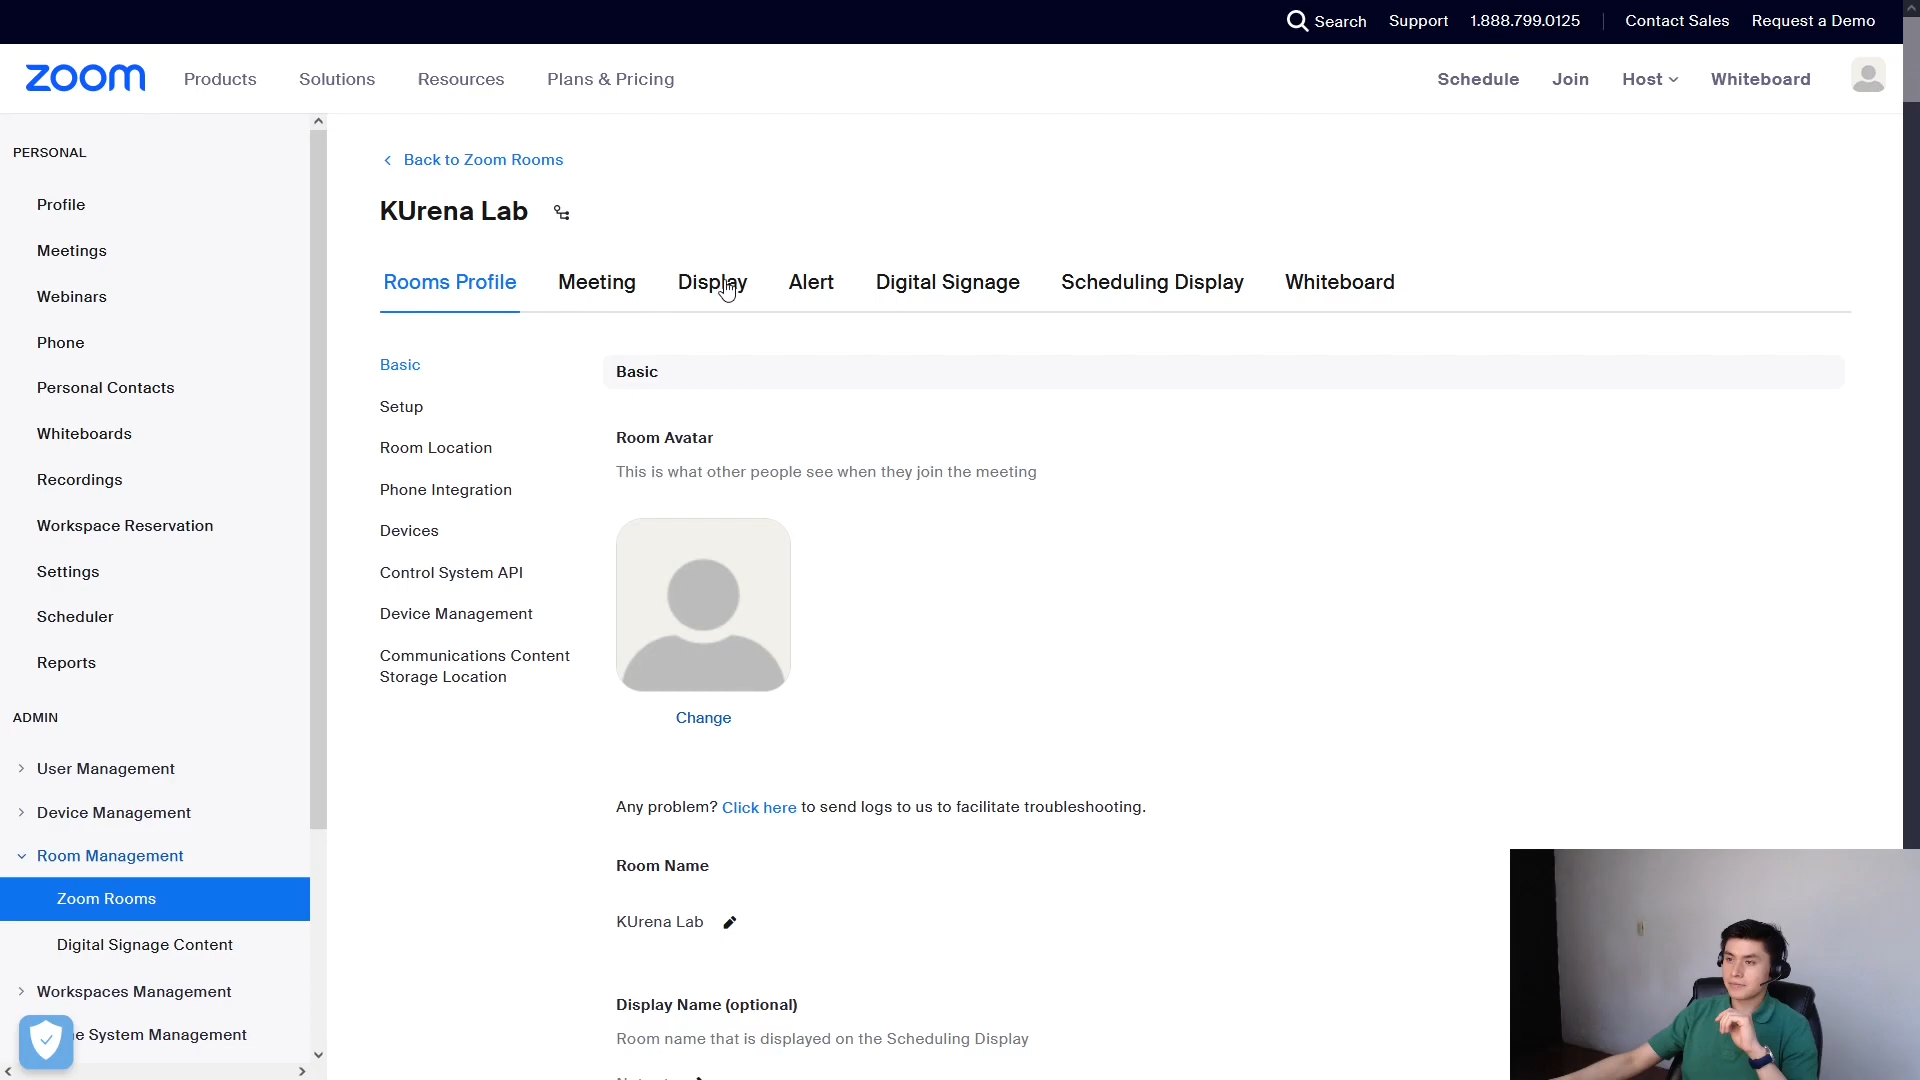 Search Support 1.888.799.0125 Contact Sales Request a Demo
zoom Products Solutions Resources Plans & Pricing Schedule Join Host Whiteboard
PERSONAL
Profile
Meetings
Webinars
Phone
Personal Contacts
Whiteboards
Recordings
Workspace Reservation
Settings
Scheduler
Reports
ADMIN
User Management
Device Management
Room Management
Zoom Rooms
Digital Signage Content
Workspaces Management
e System Management
Back to Zoom Rooms
KUrena Lab
Rooms Profile Meeting Display Alert Digital Signage Scheduling Display Whiteboard
Basic
Setup
Room Location
Phone Integration
Devices
Control System API
Device Management
Communications Content
Storage Location
Basic
Room Avatar
This is what other people see when they join the meeting
Change
Any problem? Click here to send logs to us to facilitate troubleshooting.
Room Name
KUrena Lab
Display Name (optional)
Room name that is displayed on the Scheduling Display